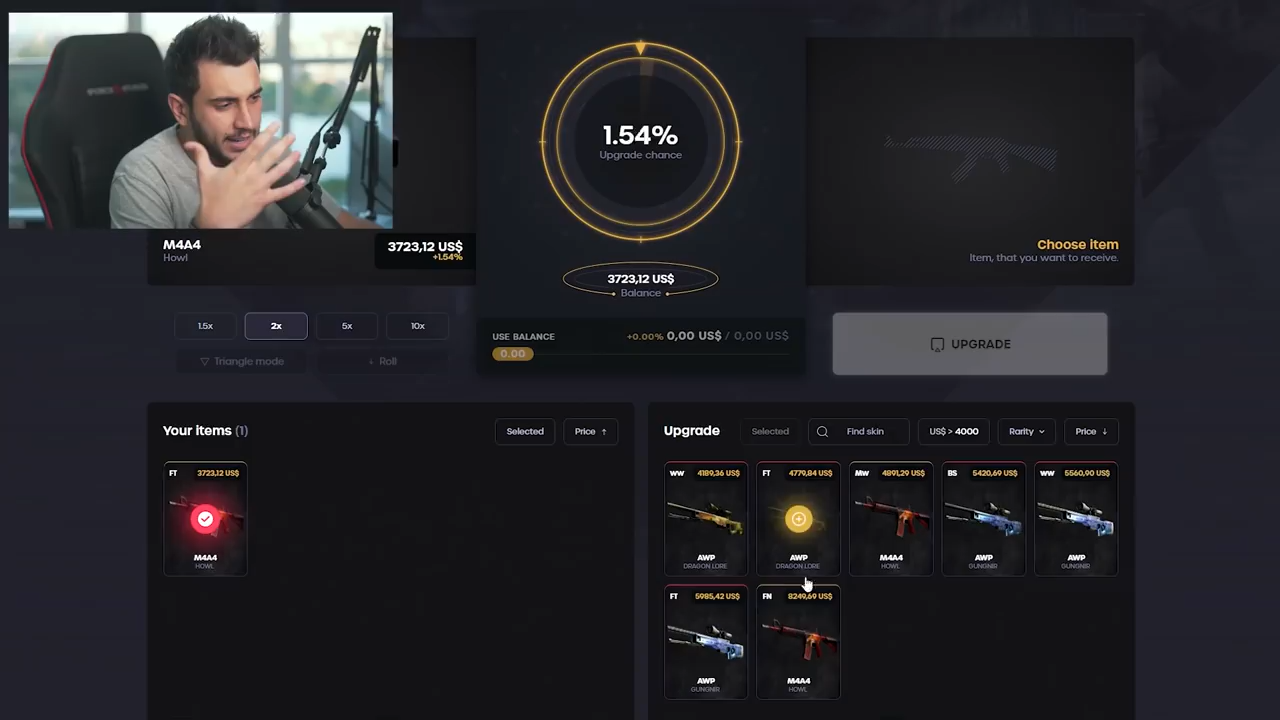 1.54%
Upgrade chance
M4A4
Howl
3723,12 US$
+1.54%
3723,12 US$
Balance
Choose item
Item, that you want to receive.
1.5x
2x
5x
10x
Triangle mode
Roll
USE BALANCE
+0.00% 0,00 US$ / 0,00 US$
0.00
UPGRADE
Your items (1)
Selected
Price
Upgrade
Selected
Find skin
US$ > 4000
Rarity
Price
FT 3723,12 US$
M4A4
HOWL
WW 4189,36 US$
AWP
DRAGON LORE
FT 4779,84 US$
AWP
DRAGON LORE
MW 4891,29 US$
M4A4
HOWL
BS 5420,69 US$
AWP
GUNGNIR
WW 5560,90 US$
AWP
GUNGNIR
FT 5985,42 US$
AWP
GUNGNIR
FN 8249,69 US$
M4A4
HOWL